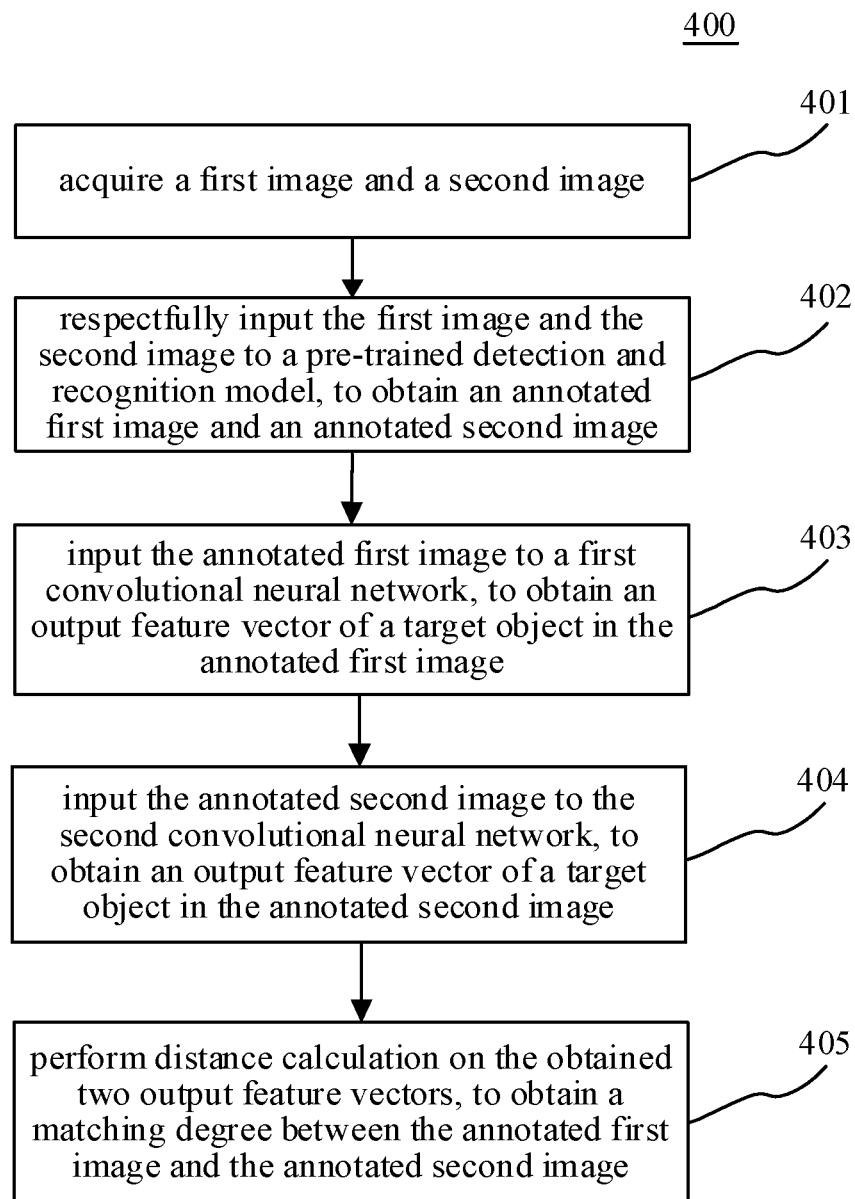 400
401
acquire a first image and a second image
402
respectfully input the first image and the
second image to a pre-trained detection and
recognition model, to obtain an annotated
first image and an annotated second image
403
input the annotated first image to a first
convolutional neural network, to obtain an
output feature vector of a target object in the
annotated first image
404
input the annotated second image to the
second convolutional neural network, to
obtain an output feature vector of a target
object in the annotated second image
405
perform distance calculation on the obtained
two output feature vectors, to obtain a
matching degree between the annotated first
image and the annotated second image